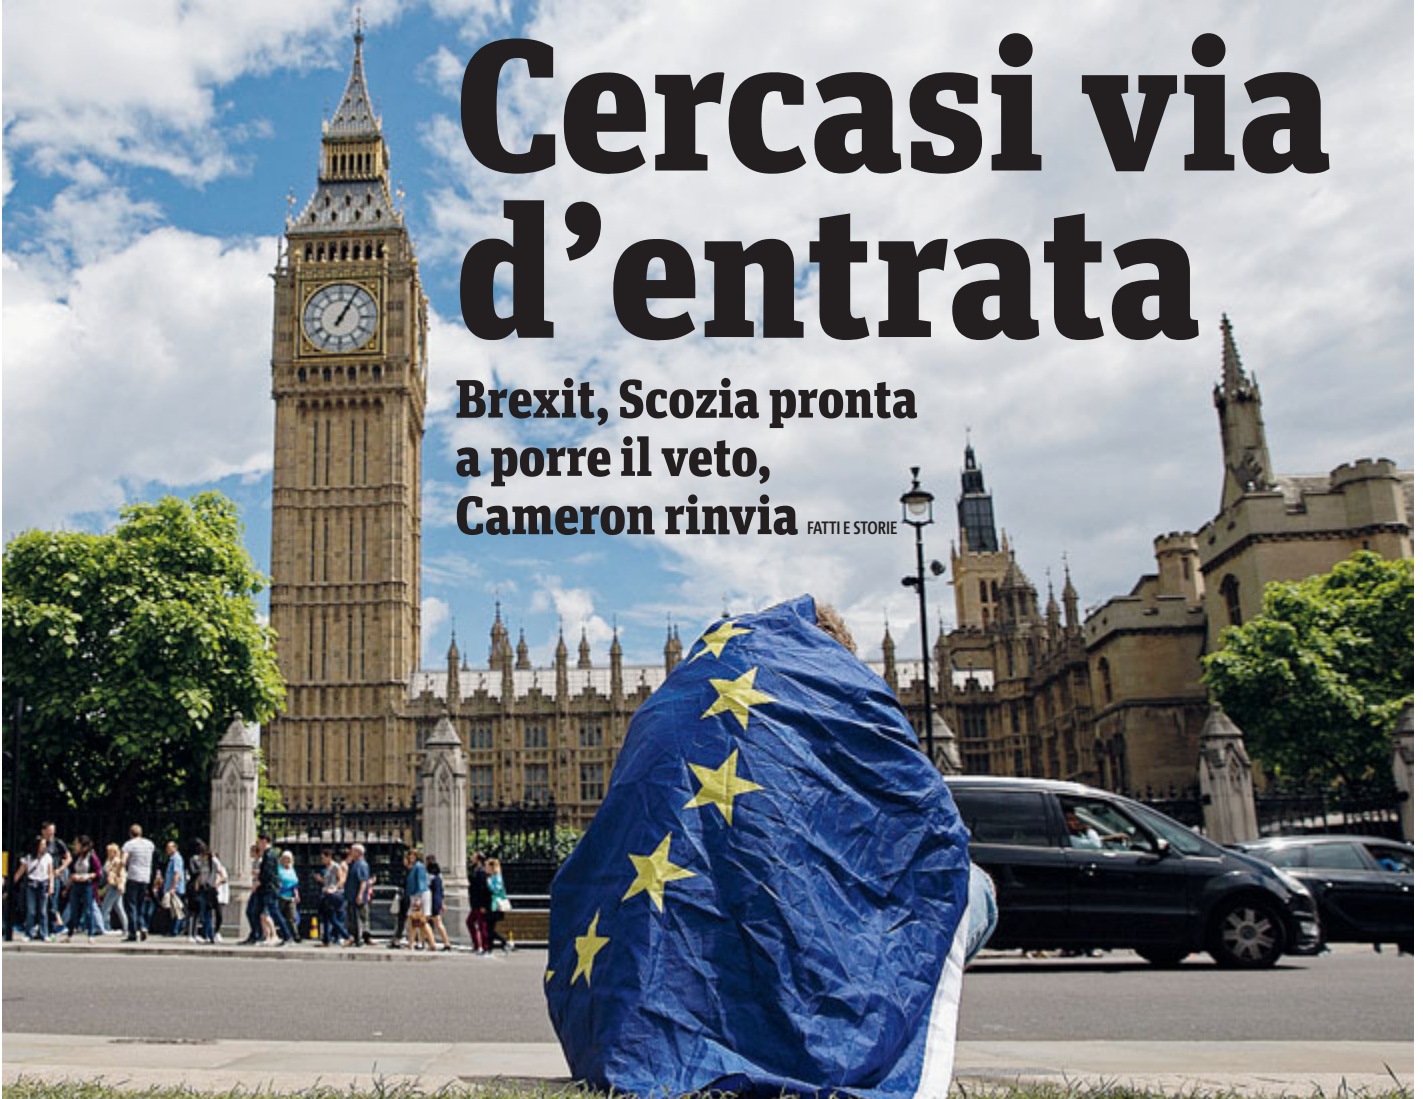 Cercasi via
d’entrata
Brexit, Scozia pronta
a porre il veto,
Cameron rinvia FATTI E STORIE